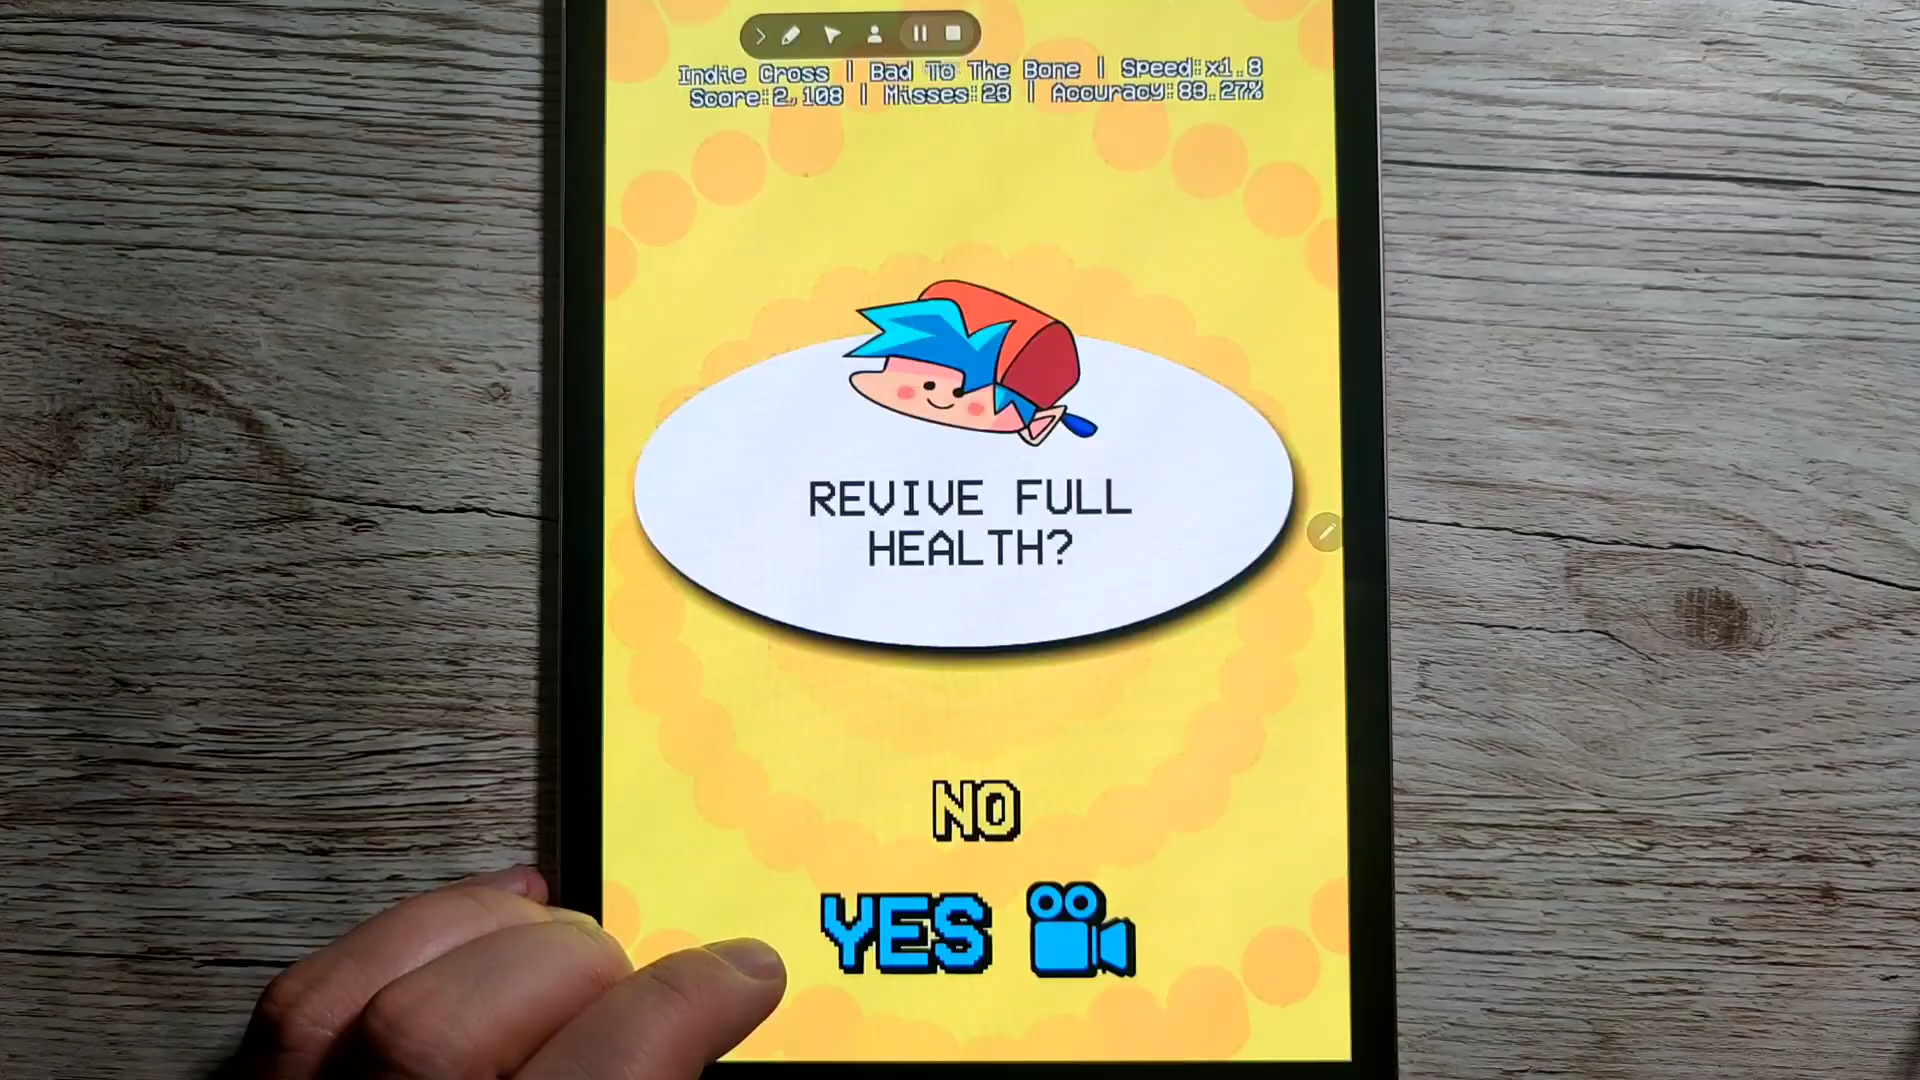 Indie Cross | Bad To The Bone | Speed:x1.8
Score:2,108 | Misses:23 | Accuracy:83.27%
REVIVE FULL
HEALTH?
NO
YES